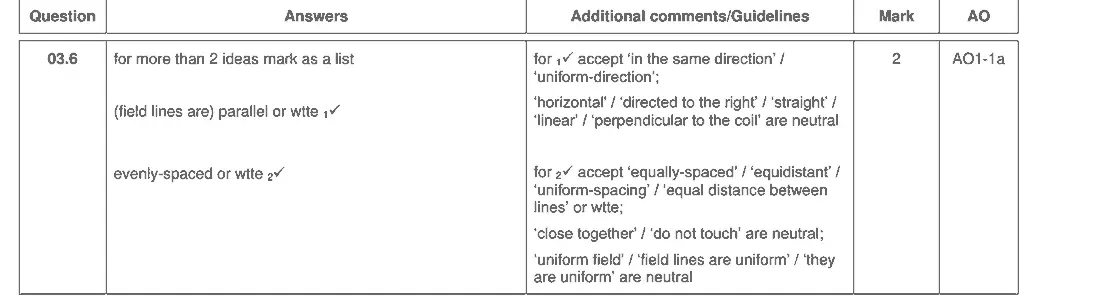 Question Answers Additional comments/Guidelines Mark AO
03.6 for more than 2 ideas mark as a list for ₁✓ accept ‘in the same direction’ / 2 AO1-1a
‘uniform-direction’;
(field lines are) parallel or wtte ₁✓ ‘horizontal’ / ‘directed to the right’ / ‘straight’ /
‘linear’ / ‘perpendicular to the coil’ are neutral
evenly-spaced or wtte ₂✓ for ₂✓ accept ‘equally-spaced’ / ‘equidistant’ /
‘uniform-spacing’ / ‘equal distance between
lines’ or wtte;
‘close together’ / ‘do not touch’ are neutral;
‘uniform field’ / ‘field lines are uniform’ / ‘they
are uniform’ are neutral